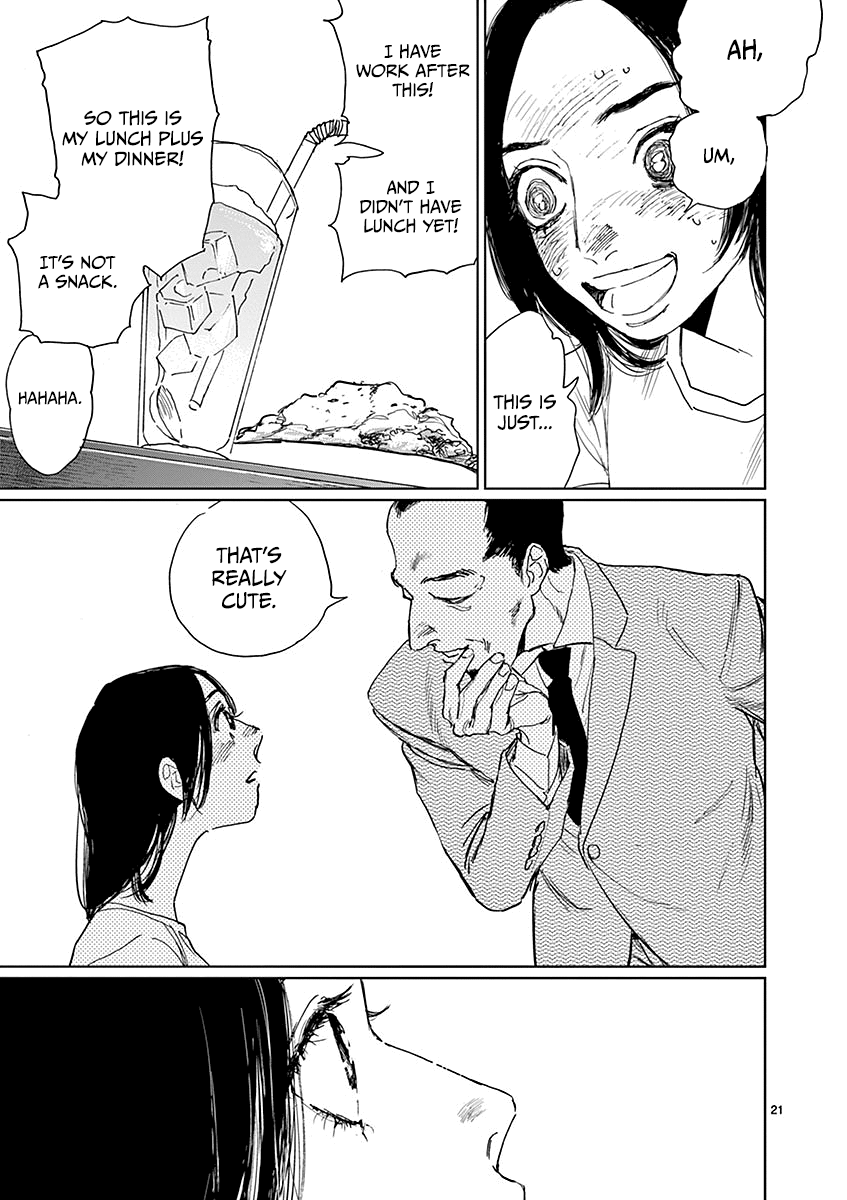 AH,
UM,
THIS IS
JUST...
I HAVE
WORK AFTER
THIS!
AND I
DIDN'T HAVE
LUNCH YET!
SO THIS IS
MY LUNCH PLUS
MY DINNER!
IT'S NOT
A SNACK.
HAHAHA.
THAT'S
REALLY
CUTE.
21